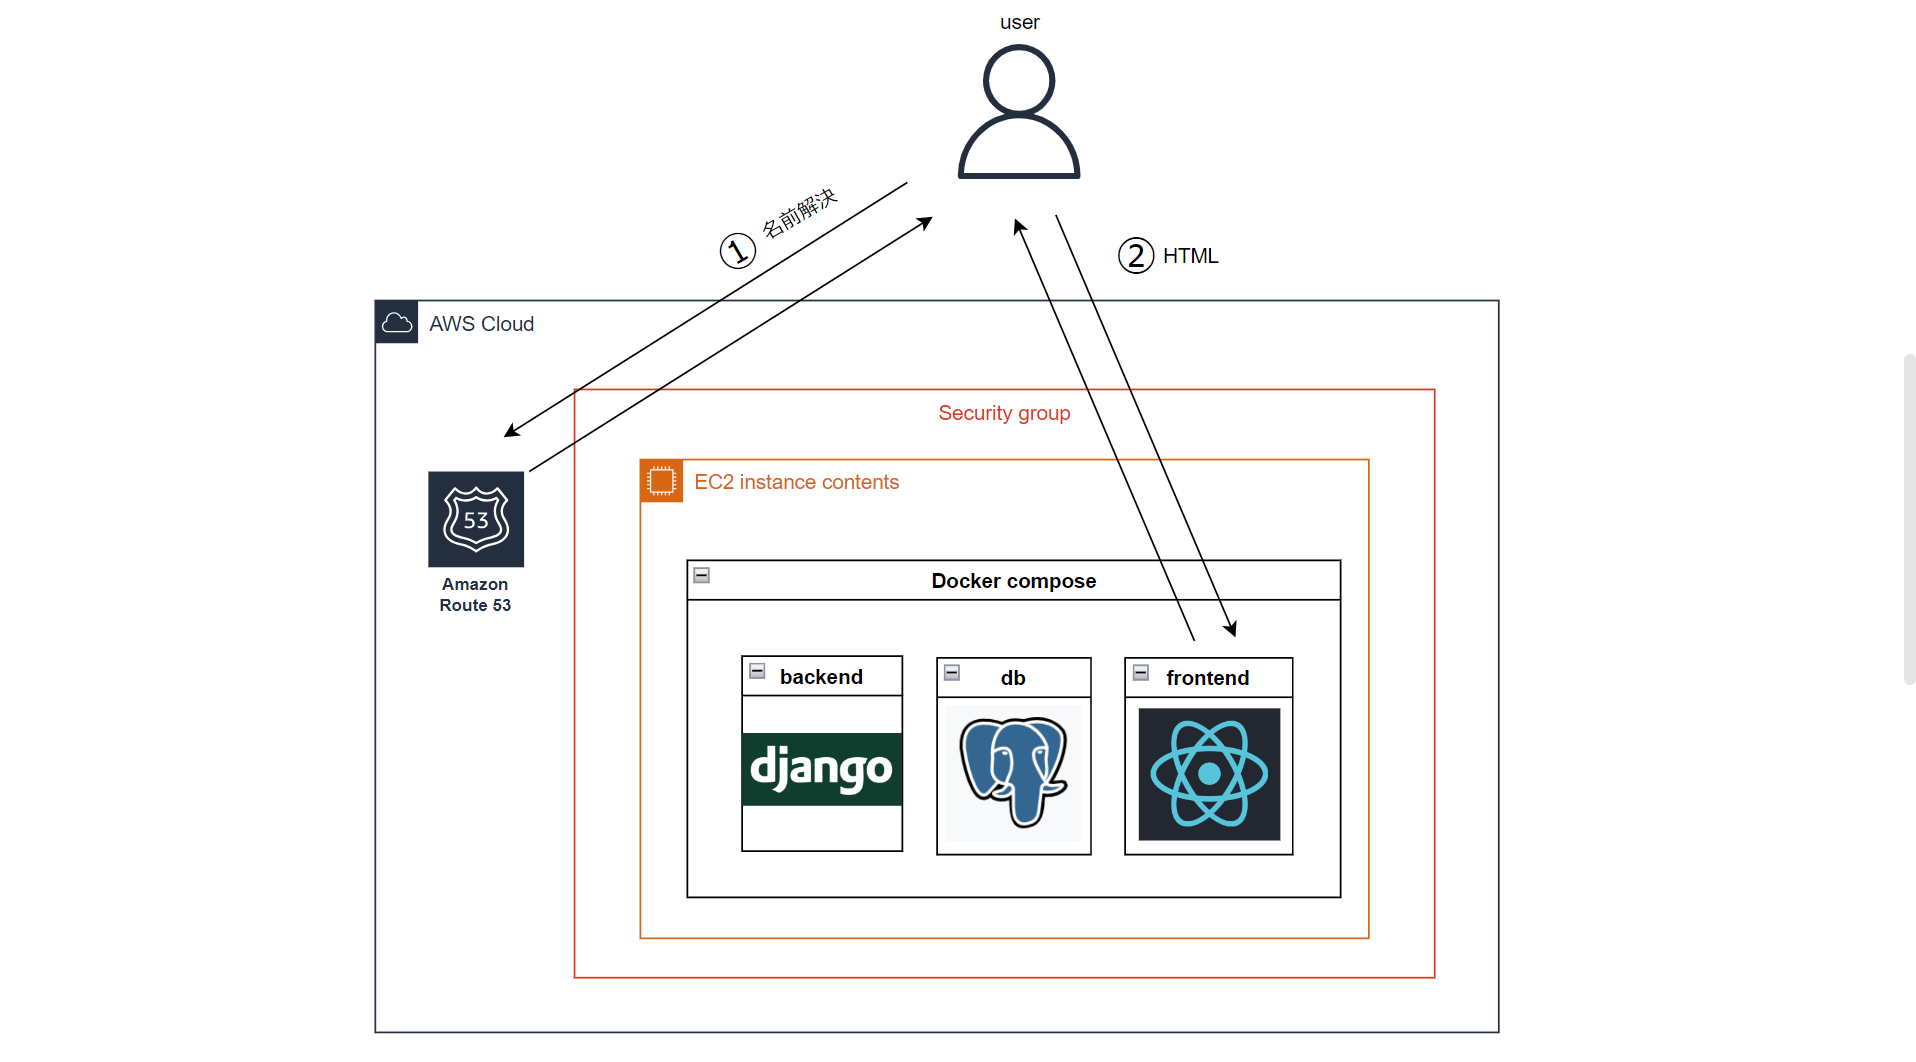 user
① 名前解決
② HTML
AWS Cloud
Security group
EC2 instance contents
53
Amazon
Route 53
Docker compose
backend
db
frontend
django